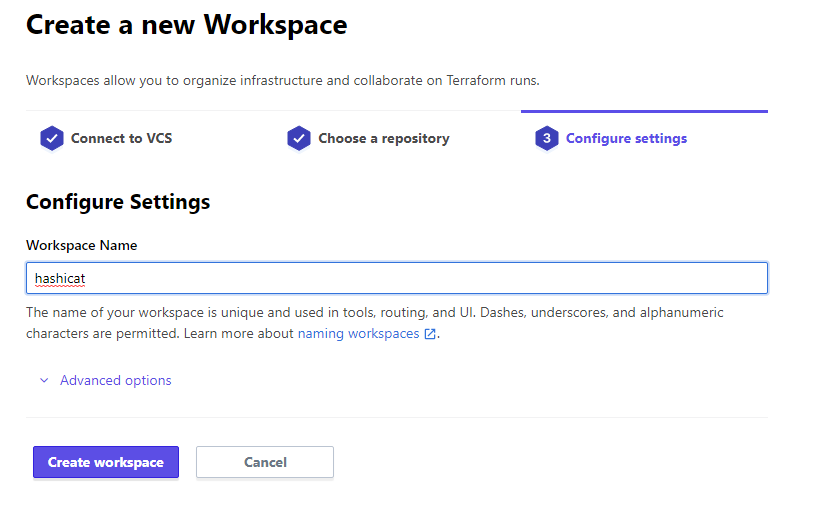 Create a new Workspace
Workspaces allow you to organize infrastructure and collaborate on Terraform runs.
Connect to VCS
Choose a repository
3 Configure settings
Configure Settings
Workspace Name
hashicat
The name of your workspace is unique and used in tools, routing, and UI. Dashes, underscores, and alphanumeric
characters are permitted. Learn more about naming workspaces.
Advanced options
Create workspace
Cancel